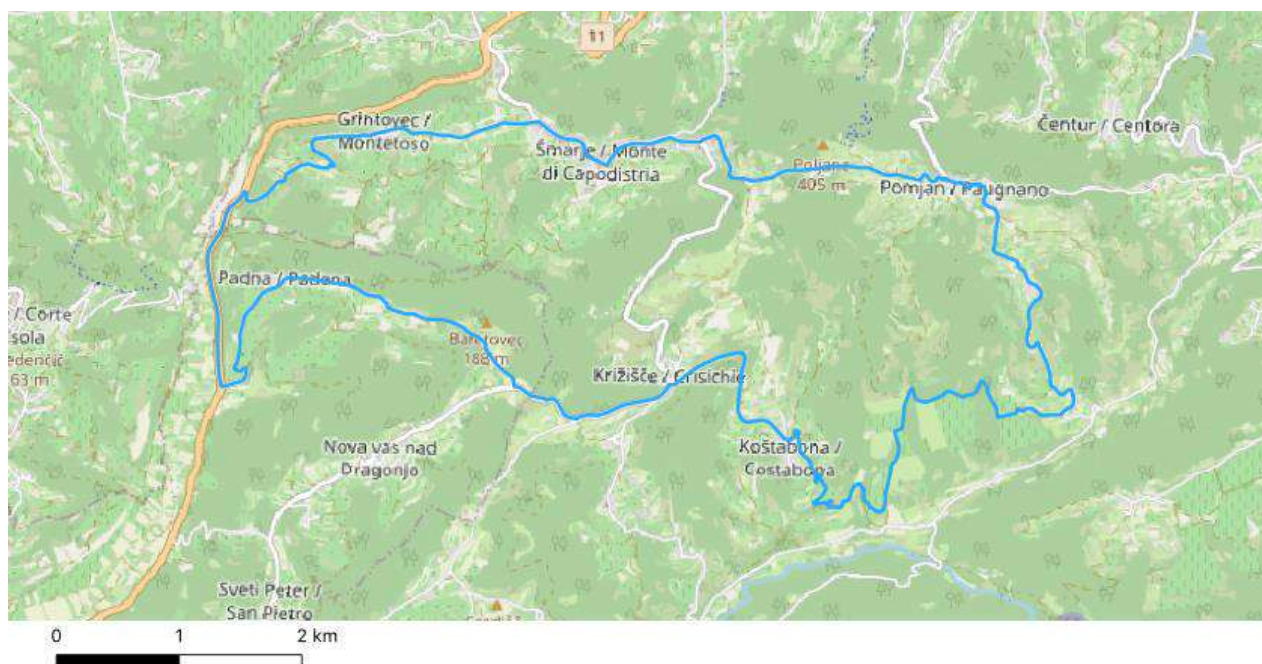 11
Grintovec /
Montetoso
Šmarje / Monte
di Capodistria
Poljane
405 m
Čentur / Centora
Pomjan / Paugnano
Padna / Padena
/ Corte
sola
edenčič
63 m
188 m
Križišče / Crisichie
Nova vas nad
Dragonjo
Koštabona /
Costabona
Sveti Peter /
San Pietro
0 1 2 km